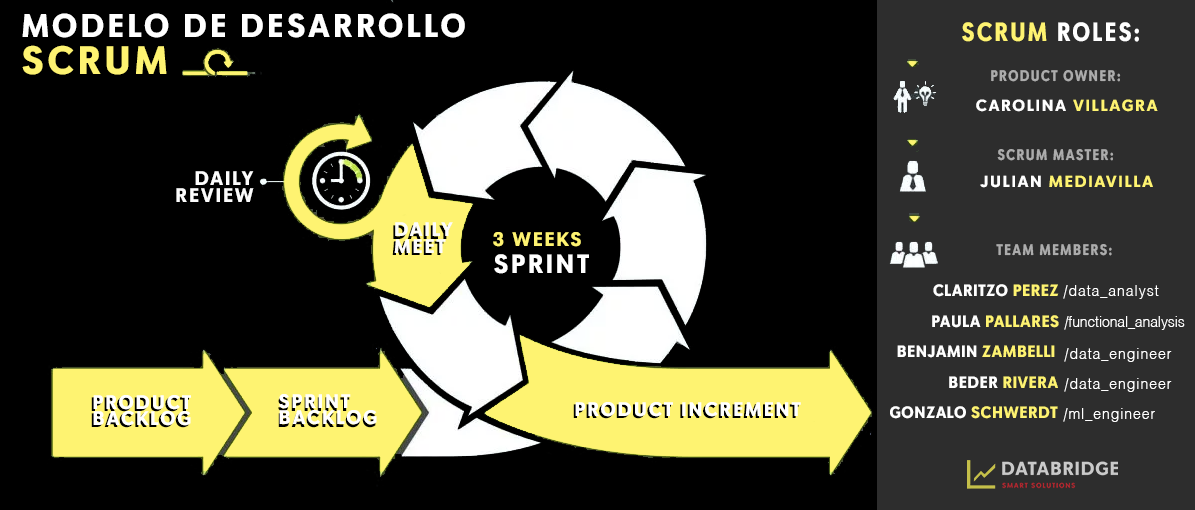 MODELO DE DESARROLLO
SCRUM
DAILY
REVIEW
DAILY
MEET
3 WEEKS
SPRINT
PRODUCT
BACKLOG
SPRINT
BACKLOG
PRODUCT INCREMENT
SCRUM ROLES:
PRODUCT OWNER:
CAROLINA VILLAGRA
SCRUM MASTER:
JULIAN MEDIAVILLA
TEAM MEMBERS:
CLARITZO PEREZ /data_analyst
PAULA PALLARES /functional_analysis
BENJAMIN ZAMBELLI /data_engineer
BEDER RIVERA /data_engineer
GONZALO SCHWERDT /ml_engineer
DATABRIDGE
SMART SOLUTIONS